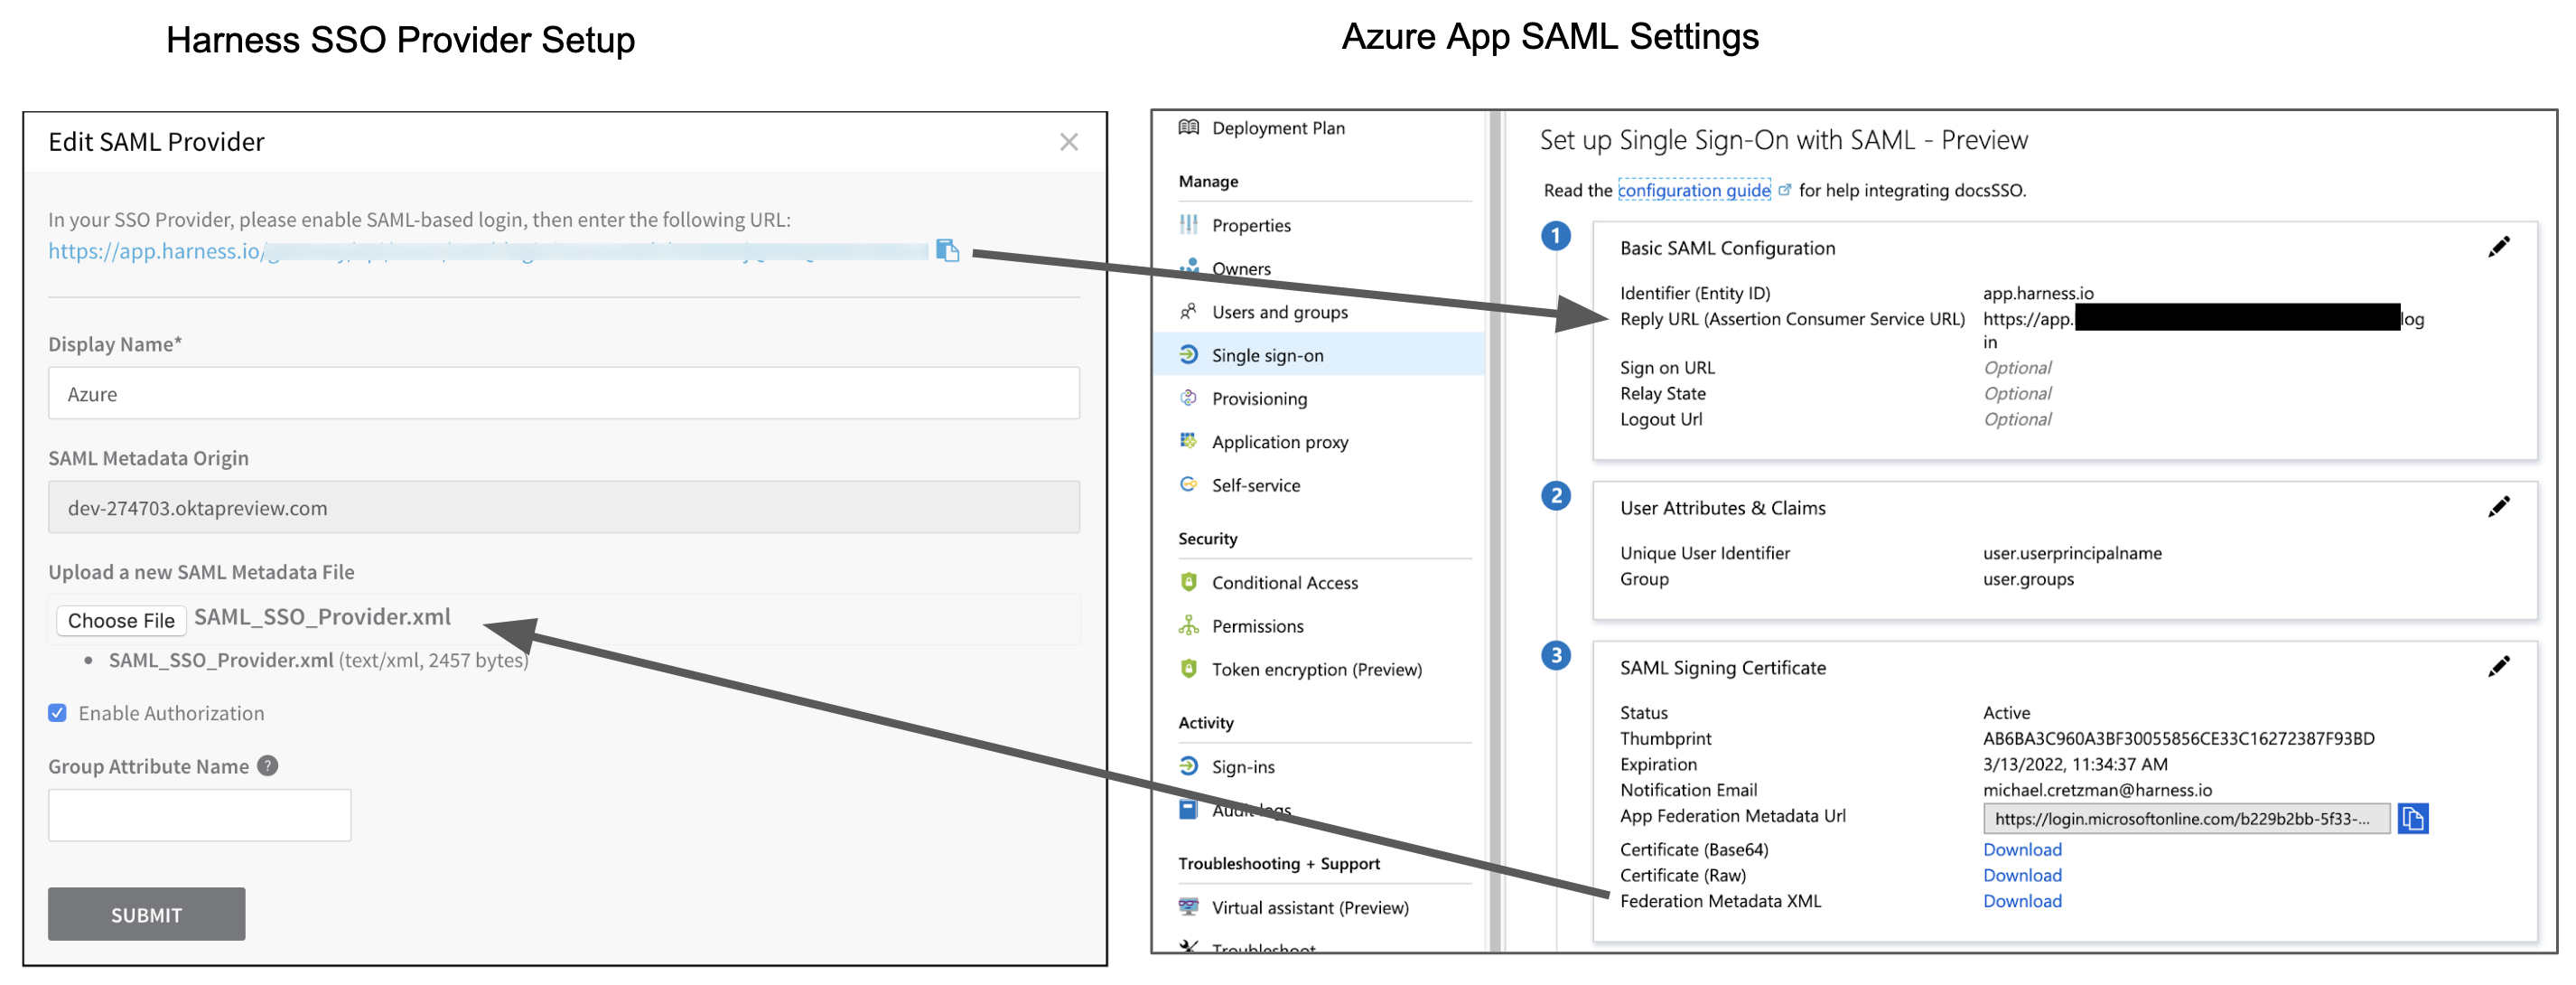 Harness SSO Provider Setup
Edit SAML Provider
In your SSO Provider, please enable SAML-based login, then enter the following URL:
https://app.harness.io/
Display Name*
Azure
SAML Metadata Origin
dev-274703.oktapreview.com
Upload a new SAML Metadata File
Choose File SAML_SSO_Provider.xml
• SAML_SSO_Provider.xml (text/xml, 2457 bytes)
Enable Authorization
Group Attribute Name ?
SUBMIT
Azure App SAML Settings
Deployment Plan
Manage
Properties
Owners
Users and groups
Single sign-on
Provisioning
Application proxy
Self-service
Security
Conditional Access
Permissions
Token encryption (Preview)
Activity
Sign-ins
Audit logs
Troubleshooting + Support
Virtual assistant (Preview)
Troubleshoot
Set up Single Sign-On with SAML - Preview
Read the configuration guide for help integrating docsSSO.
1
Basic SAML Configuration
Identifier (Entity ID) app.harness.io
Reply URL (Assertion Consumer Service URL) https://app. log
in
Sign on URL Optional
Relay State Optional
Logout Url Optional
2
User Attributes & Claims
Unique User Identifier user.userprincipalname
Group user.groups
3
SAML Signing Certificate
Status Active
Thumbprint AB6BA3C960A3BF30055856CE33C16272387F93BD
Expiration 3/13/2022, 11:34:37 AM
Notification Email michael.cretzman@harness.io
App Federation Metadata Url https://login.microsoftonline.com/b229b2bb-5f33-...
Certificate (Base64) Download
Certificate (Raw) Download
Federation Metadata XML Download